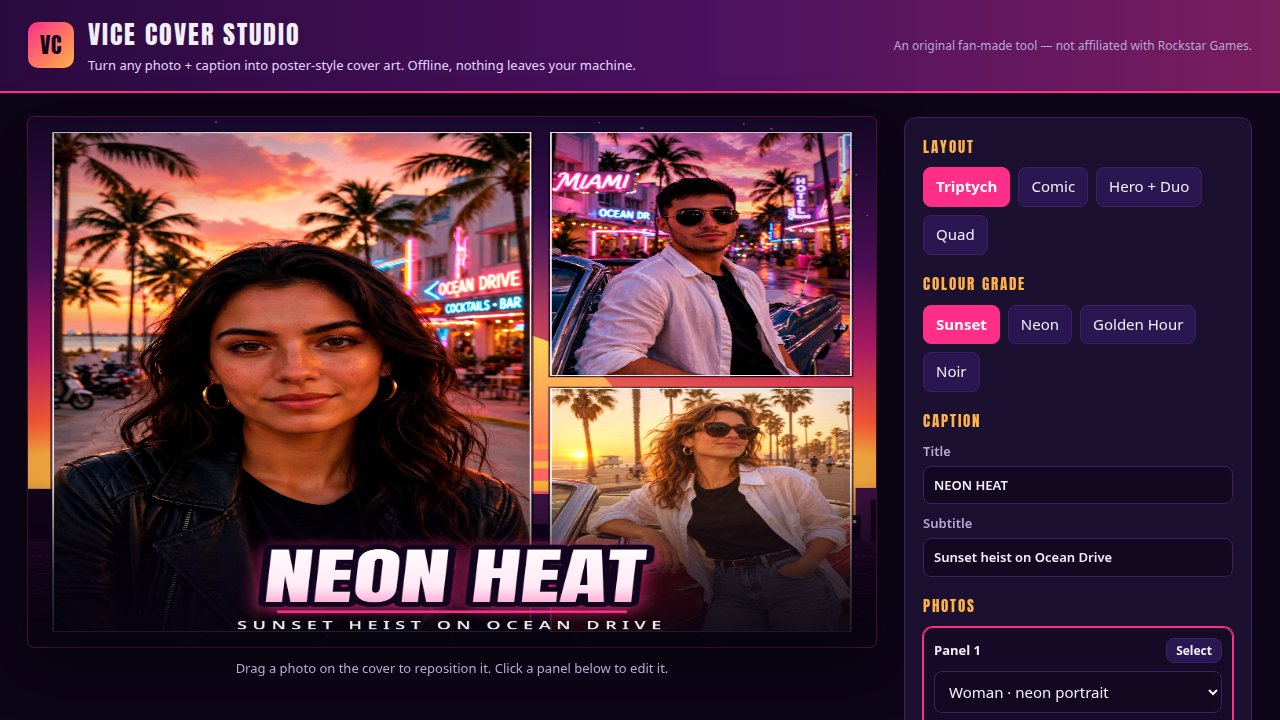 VC
VICE COVER STUDIO
Turn any photo + caption into poster-style cover art. Offline, nothing leaves your machine.
An original fan-made tool — not affiliated with Rockstar Games.
OCEAN DRIVE
COCKTAILS • BAR
MIAMI
OCEAN DR
HOTEL
NEON HEAT
SUNSET HEIST ON OCEAN DRIVE
Drag a photo on the cover to reposition it. Click a panel below to edit it.
LAYOUT
Triptych
Comic
Hero + Duo
Quad
COLOUR GRADE
Sunset
Neon
Golden Hour
Noir
CAPTION
Title
NEON HEAT
Subtitle
Sunset heist on Ocean Drive
PHOTOS
Panel 1
Select
Woman · neon portrait